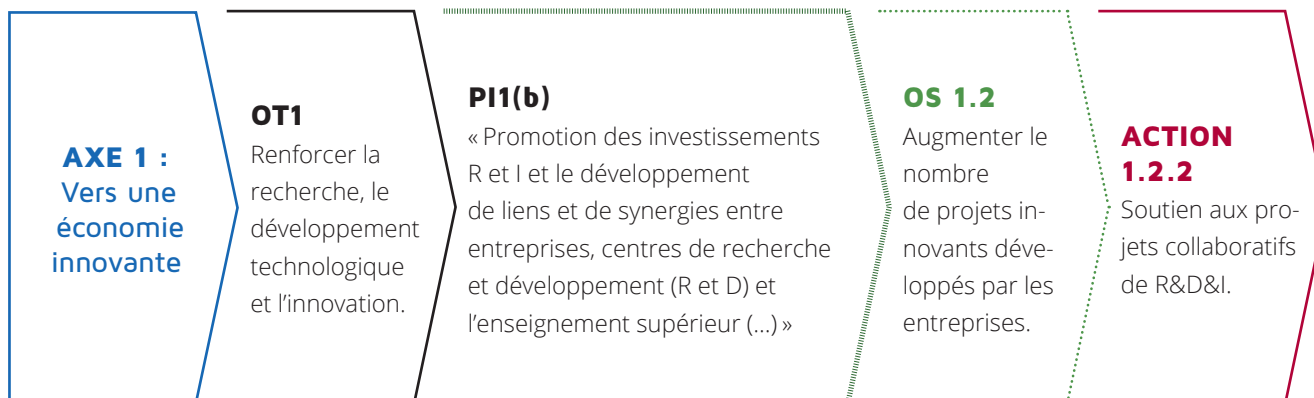 AXE 1 :
Vers une
économie
innovante
OT1
Renforcer la
recherche, le
développement
technologique
et l’innovation.
PI1(b)
« Promotion des investissements
R et I et le développement
de liens et de synergies entre
entreprises, centres de recherche
et développement (R et D) et
l’enseignement supérieur (...) »
OS 1.2
Augmenter le
nombre
de projets in-
novants déve-
loppés par les
entreprises.
ACTION
1.2.2
Soutien aux pro-
jets collaboratifs
de R&D&I.